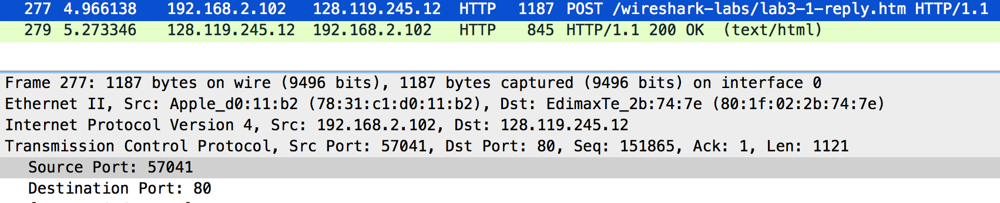 277 4.966138 192.168.2.102 128.119.245.12 HTTP 1187 POST /wireshark-labs/lab3-1-reply.htm HTTP/1.1
279 5.273346 128.119.245.12 192.168.2.102 HTTP 845 HTTP/1.1 200 OK (text/html)
Frame 277: 1187 bytes on wire (9496 bits), 1187 bytes captured (9496 bits) on interface 0
Ethernet II, Src: Apple_d0:11:b2 (78:31:c1:d0:11:b2), Dst: EdimaxTe_2b:74:7e (80:1f:02:2b:74:7e)
Internet Protocol Version 4, Src: 192.168.2.102, Dst: 128.119.245.12
Transmission Control Protocol, Src Port: 57041, Dst Port: 80, Seq: 151865, Ack: 1, Len: 1121
Source Port: 57041
Destination Port: 80